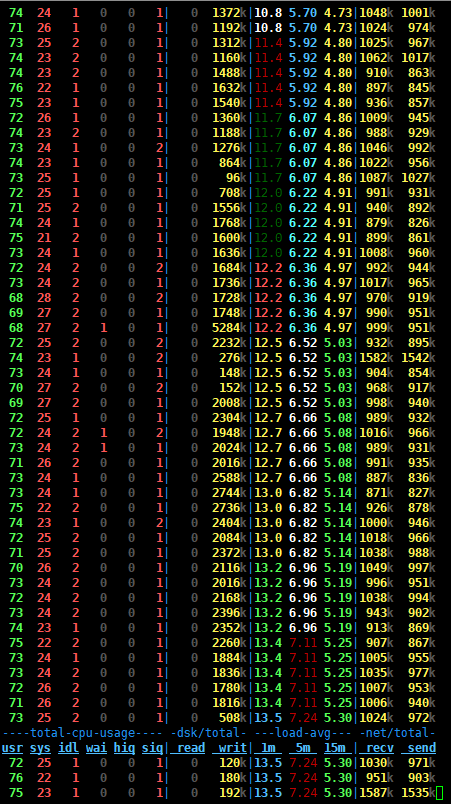 74 24 1 0 0 1| 0 1372k|10.8 5.70 4.73|1048k 1001k
71 26 1 0 0 1| 0 1192k|10.8 5.70 4.73|1024k 974k
73 25 2 0 0 1| 0 1312k|11.4 5.92 4.80|1025k 967k
74 23 2 0 0 1| 0 1160k|11.4 5.92 4.80|1062k 1017k
74 23 2 0 0 1| 0 1488k|11.4 5.92 4.80| 910k 863k
76 22 1 0 0 1| 0 1632k|11.4 5.92 4.80| 897k 845k
75 23 1 0 0 1| 0 1540k|11.4 5.92 4.80| 936k 857k
72 26 1 0 0 1| 0 1360k|11.7 6.07 4.86|1009k 945k
74 23 2 0 0 1| 0 1188k|11.7 6.07 4.86| 988k 929k
73 24 1 0 0 2| 0 1276k|11.7 6.07 4.86|1046k 992k
74 23 1 0 0 1| 0 864k|11.7 6.07 4.86|1022k 956k
73 25 1 0 0 1| 0 96k|11.7 6.07 4.86|1087k 1027k
72 25 1 0 0 1| 0 708k|12.0 6.22 4.91| 991k 931k
71 25 2 0 0 1| 0 1556k|12.0 6.22 4.91| 940k 892k
74 24 1 0 0 1| 0 1768k|12.0 6.22 4.91| 879k 826k
75 21 2 0 0 1| 0 1600k|12.0 6.22 4.91| 899k 861k
73 24 1 0 0 1| 0 1636k|12.0 6.22 4.91|1008k 960k
72 24 2 0 0 2| 0 1684k|12.2 6.36 4.97| 992k 944k
73 24 2 0 0 1| 0 1736k|12.2 6.36 4.97|1017k 965k
68 28 2 0 0 2| 0 1728k|12.2 6.36 4.97| 970k 919k
69 27 2 0 0 1| 0 1748k|12.2 6.36 4.97| 990k 951k
68 27 2 1 0 2| 0 5284k|12.2 6.36 4.97| 999k 951k
72 25 2 0 0 2| 0 2232k|12.5 6.52 5.03| 932k 895k
74 23 1 0 0 2| 0 276k|12.5 6.52 5.03|1582k 1542k
73 24 1 0 0 1| 0 148k|12.5 6.52 5.03| 904k 854k
70 27 2 0 0 2| 0 152k|12.5 6.52 5.03| 968k 917k
69 27 2 0 0 1| 0 2008k|12.5 6.52 5.03| 998k 940k
72 25 1 0 0 1| 0 2304k|12.7 6.66 5.08| 989k 932k
72 24 2 1 0 2| 0 1948k|12.7 6.66 5.08|1016k 966k
73 24 2 1 0 1| 0 2024k|12.7 6.66 5.08| 989k 931k
71 26 2 0 0 1| 0 2016k|12.7 6.66 5.08| 991k 935k
73 24 1 0 0 1| 0 2588k|12.7 6.66 5.08| 887k 836k
73 24 1 0 0 1| 0 2744k|13.0 6.82 5.14| 871k 827k
72 25 2 0 0 1| 0 2736k|13.0 6.82 5.14| 926k 878k
74 23 1 0 0 2| 0 2404k|13.0 6.82 5.14|1000k 946k
72 25 2 0 0 1| 0 2084k|13.0 6.82 5.14|1018k 966k
71 25 2 0 0 1| 0 2372k|13.0 6.82 5.14|1038k 988k
70 26 2 0 0 1| 0 2116k|13.2 6.96 5.19|1049k 997k
73 24 2 0 0 1| 0 2016k|13.2 6.96 5.19| 996k 951k
72 24 2 0 0 1| 0 2168k|13.2 6.96 5.19|1038k 994k
73 24 2 0 0 2| 0 2396k|13.2 6.96 5.19| 943k 902k
74 23 1 0 0 1| 0 2352k|13.2 6.96 5.19| 913k 869k
75 22 2 0 0 1| 0 2260k|13.4 7.11 5.25| 907k 867k
73 24 1 0 0 1| 0 1884k|13.4 7.11 5.25|1005k 955k
73 24 2 0 0 1| 0 1836k|13.4 7.11 5.25|1035k 977k
72 26 1 0 0 1| 0 1780k|13.4 7.11 5.25|1007k 953k
71 26 1 0 0 1| 0 1816k|13.4 7.11 5.25|1006k 940k
73 25 1 0 0 1| 0 508k|13.5 7.24 5.30|1024k 972k
----total-cpu-usage---- -dsk/total- ---load-avg--- -net/total-
usr sys idl wai hiq siq| read writ| 1m 5m 15m | recv send
72 25 1 0 0 1| 0 120k|13.5 7.24 5.30|1030k 971k
76 22 1 0 0 1| 0 180k|13.5 7.24 5.30| 951k 903k
75 23 1 0 0 1| 0 192k|13.5 7.24 5.30|1587k 1535k